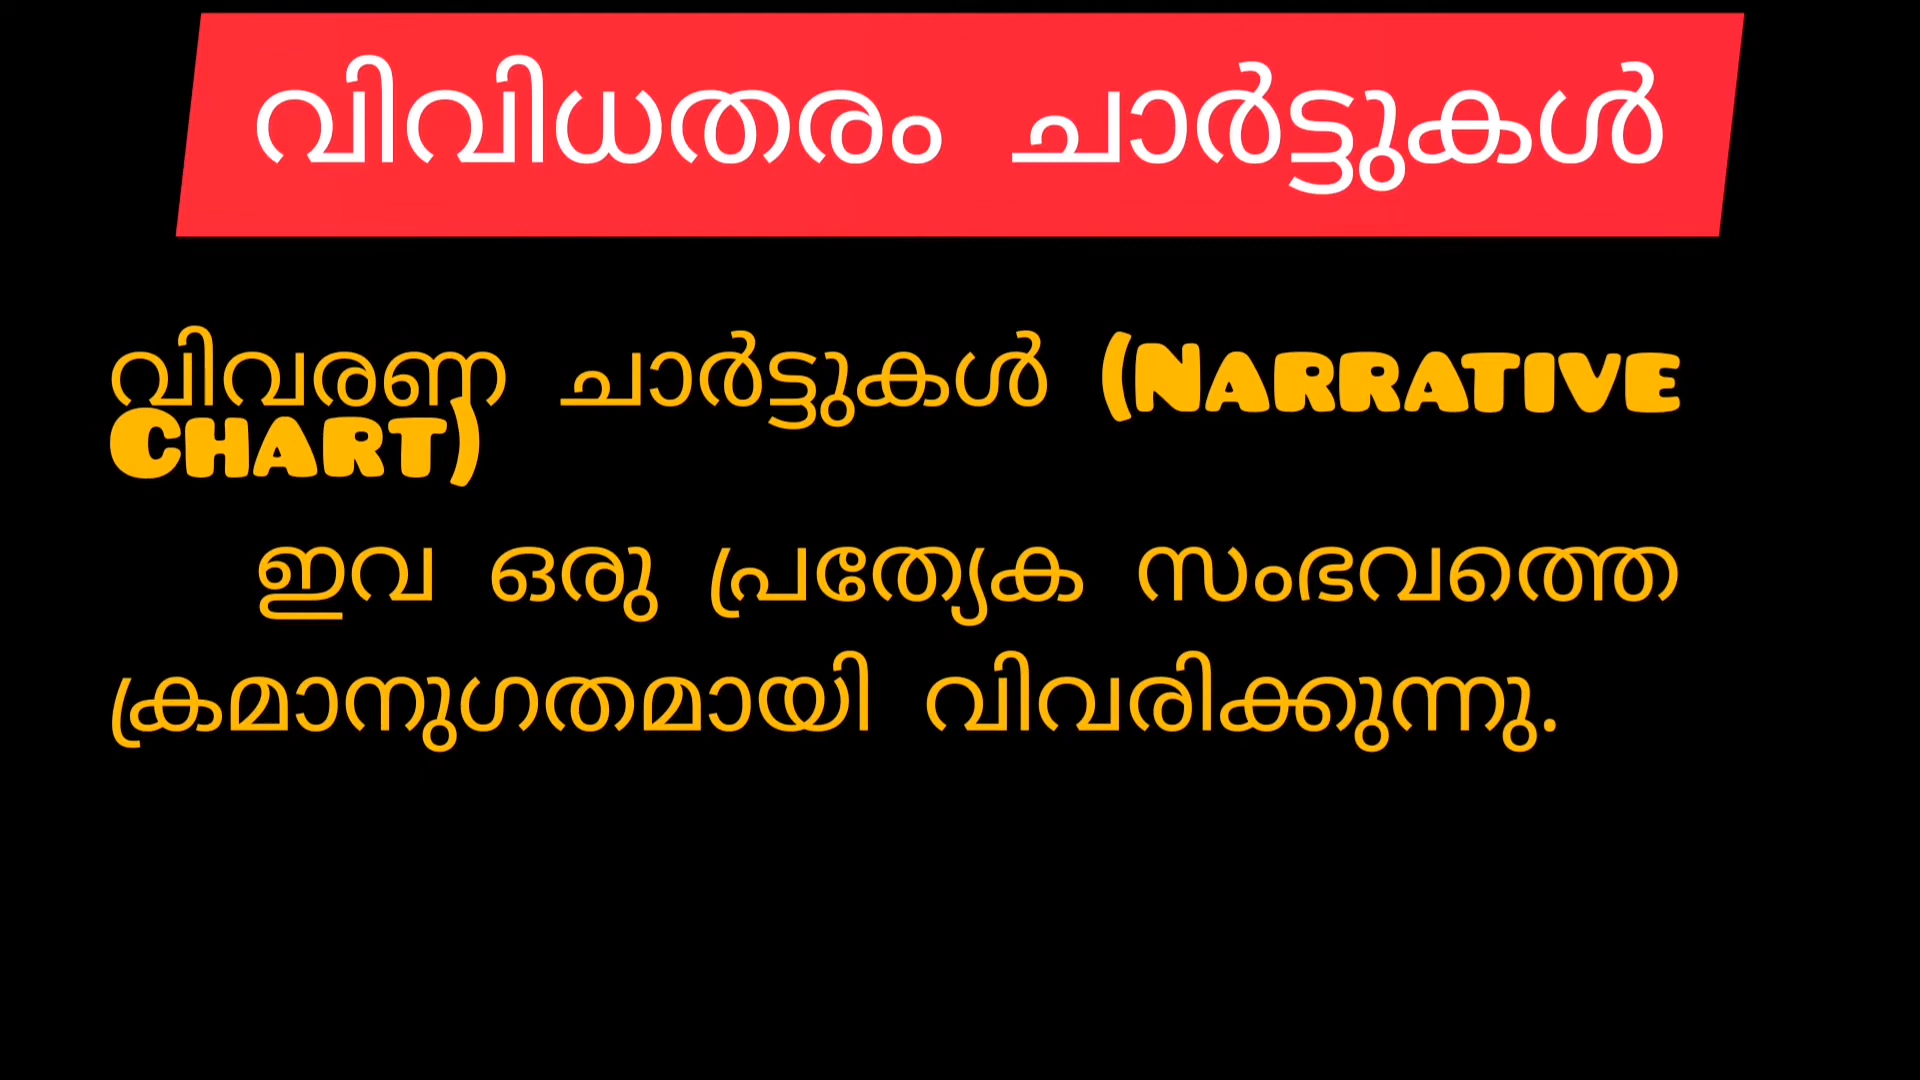 വിവിധതരം ചാർട്ടുകൾ
വിവരണ ചാർട്ടുകൾ (Narrative
Chart)
ഇവ ഒരു പ്രത്യേക സംഭവത്തെ
ക്രമാനുഗതമായി വിവരിക്കുന്നു.